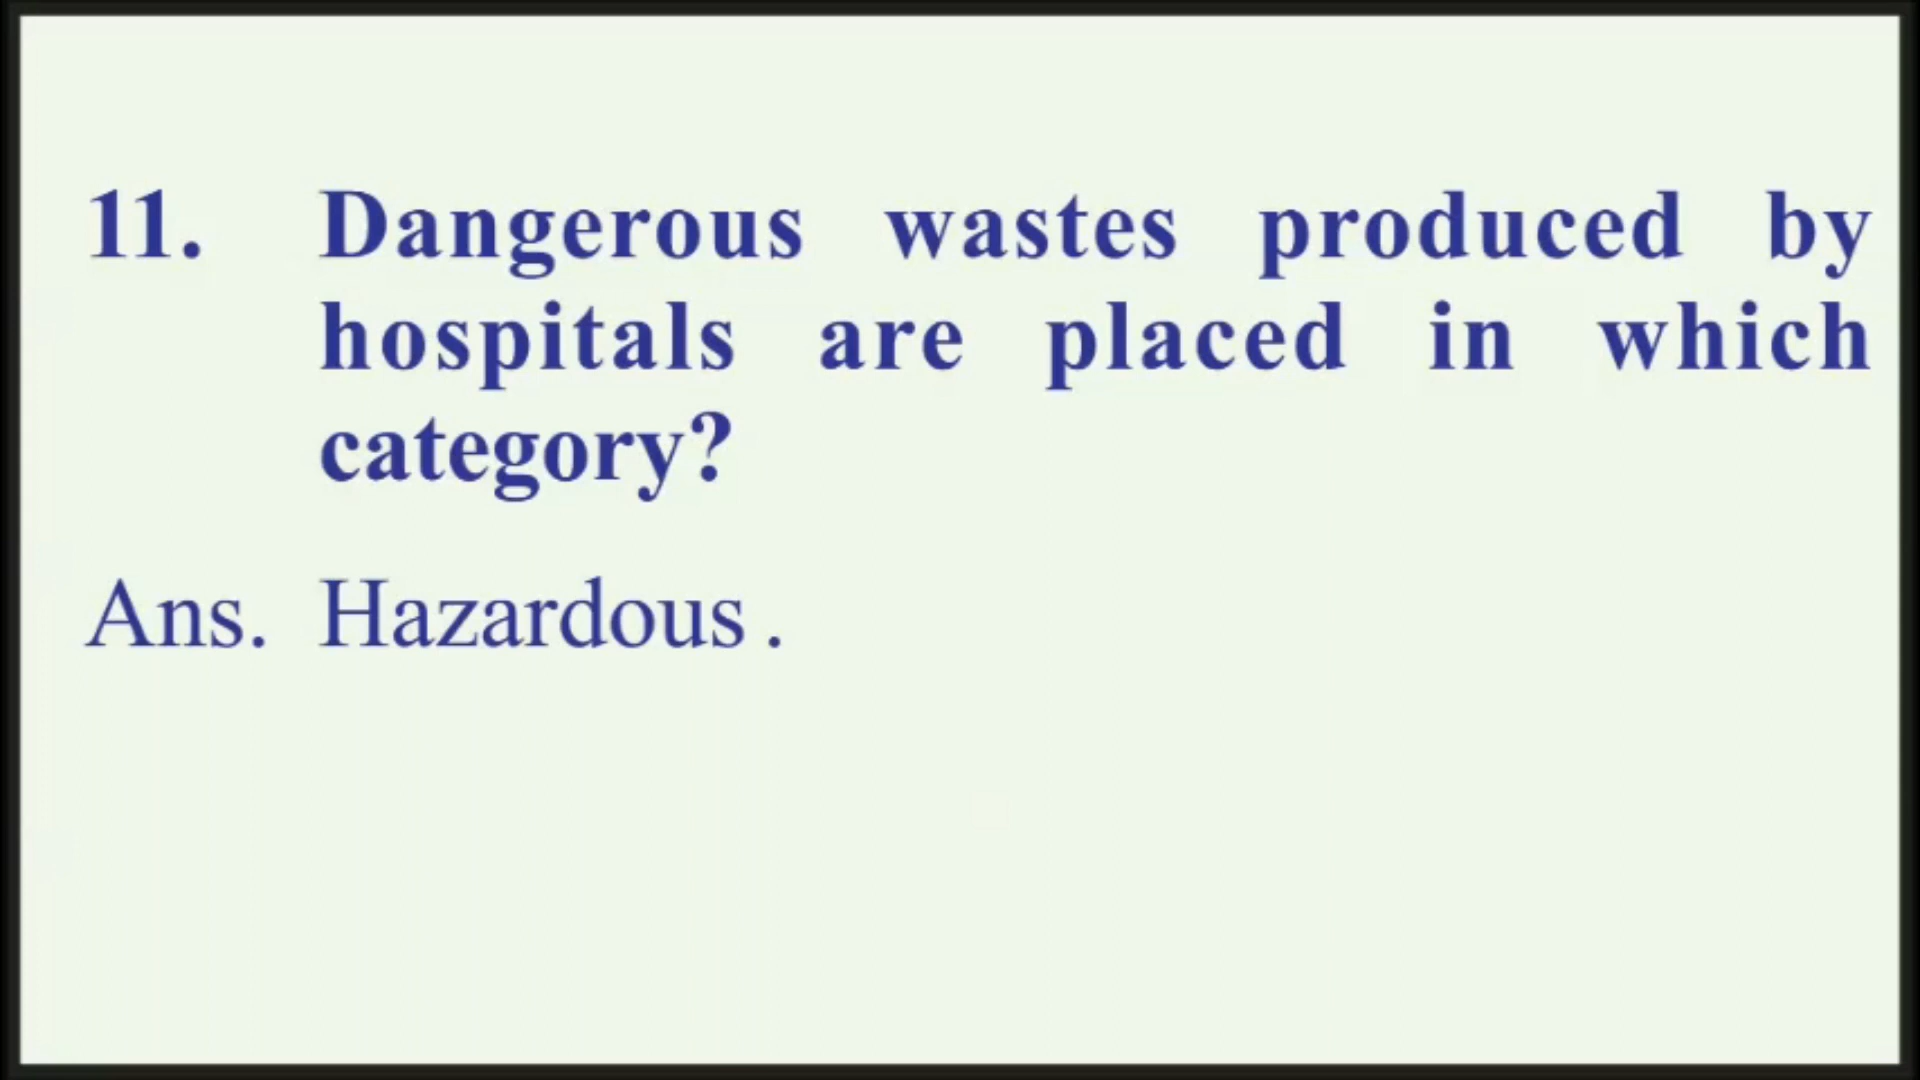 11. Dangerous wastes produced by
hospitals are placed in which
category?
Ans. Hazardous .